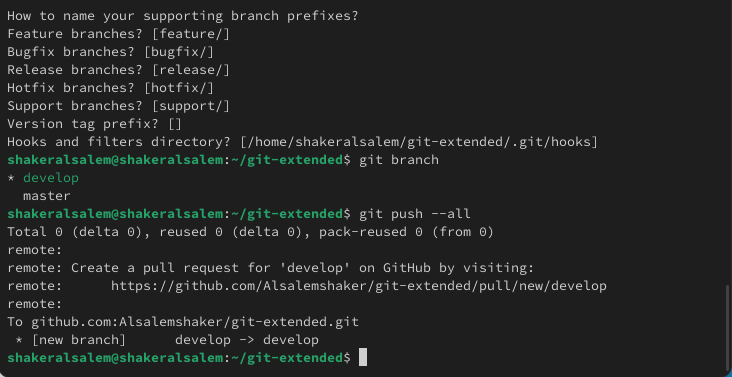 How to name your supporting branch prefixes?
Feature branches? [feature/]
Bugfix branches? [bugfix/]
Release branches? [release/]
Hotfix branches? [hotfix/]
Support branches? [support/]
Version tag prefix? []
Hooks and filters directory? [/home/shakeralsalem/git-extended/.git/hooks]
shakeralsalem@shakeralsalem:~/git-extended$ git branch
* develop
  master
shakeralsalem@shakeralsalem:~/git-extended$ git push --all
Total 0 (delta 0), reused 0 (delta 0), pack-reused 0 (from 0)
remote:
remote: Create a pull request for 'develop' on GitHub by visiting:
remote:      https://github.com/Alsalemshaker/git-extended/pull/new/develop
remote:
To github.com:Alsalemshaker/git-extended.git
 * [new branch]      develop -> develop
shakeralsalem@shakeralsalem:~/git-extended$